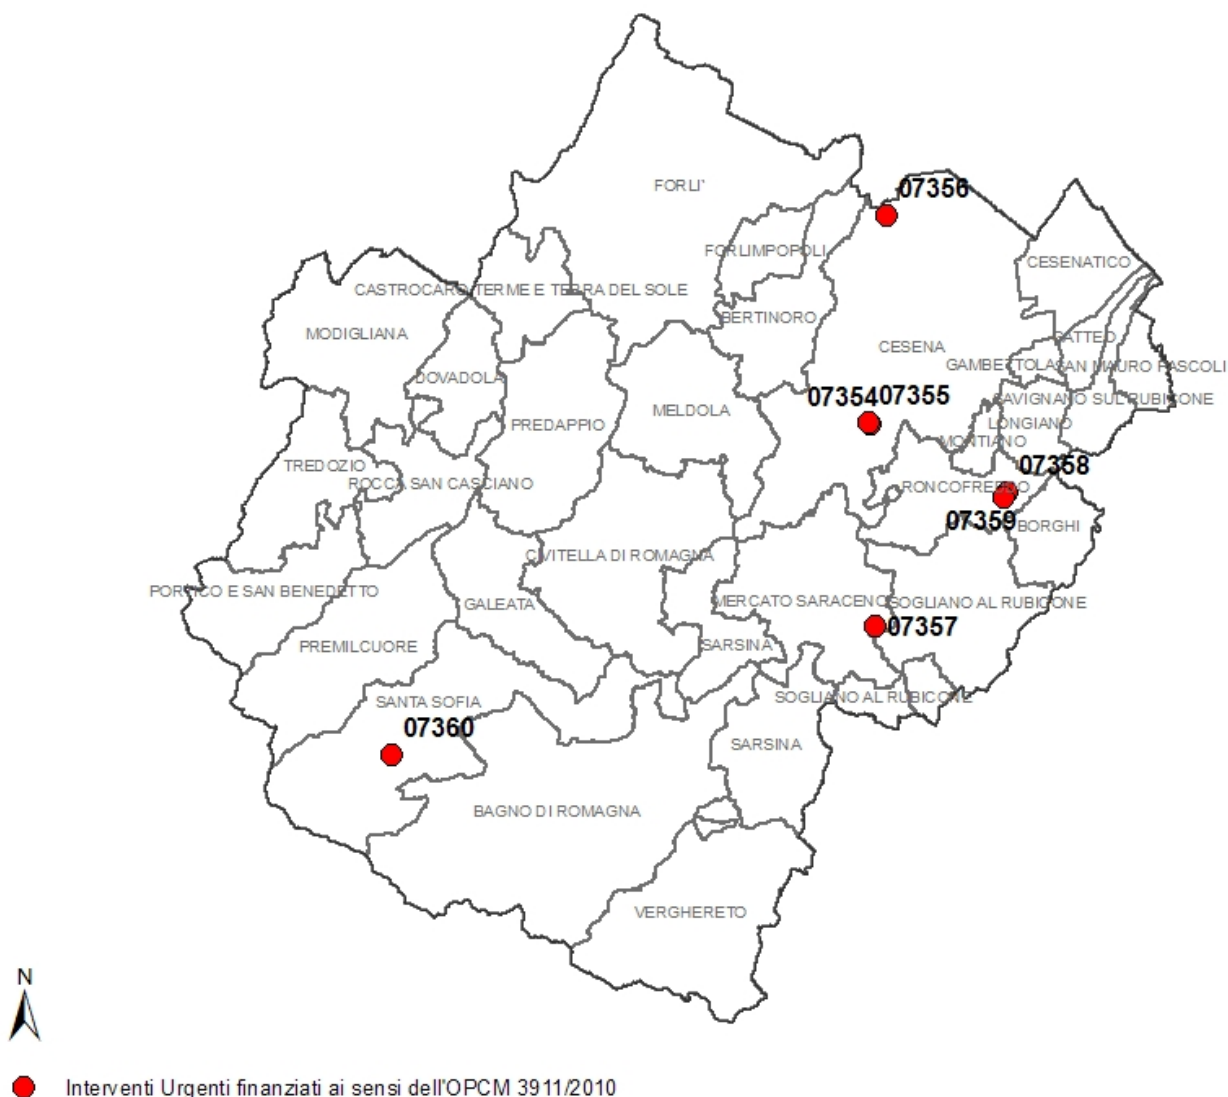 FORLI'
07356
FORLIMPOPOLI
CESENATICO
CASTROCARO TERME E TERRA DEL SOLE
BERTINORO
MODIGLIANA
GATTEO
CESENA
GAMBETTOLA
SAN MAURO PASCOLI
DOVADOLA
07354
07355
SAVIGNANO SUL RUBICONE
MELDOLA
PREDAPPIO
LONGIANO
MONTIANO
TREDOZIO
07358
ROCCA SAN CASCIANO
RONCOFREDDO
07359
BORGHI
CIVITELLA DI ROMAGNA
PORTICO E SAN BENEDETTO
GALEATA
MERCATO SARACENO
SOGLIANO AL RUBICONE
07357
PREMILCUORE
SARSINA
SANTA SOFIA
SOGLIANO AL RUBICONE
07360
SARSINA
BAGNO DI ROMAGNA
VERGHERETO
N
Interventi Urgenti finanziati ai sensi dell'OPCM 3911/2010